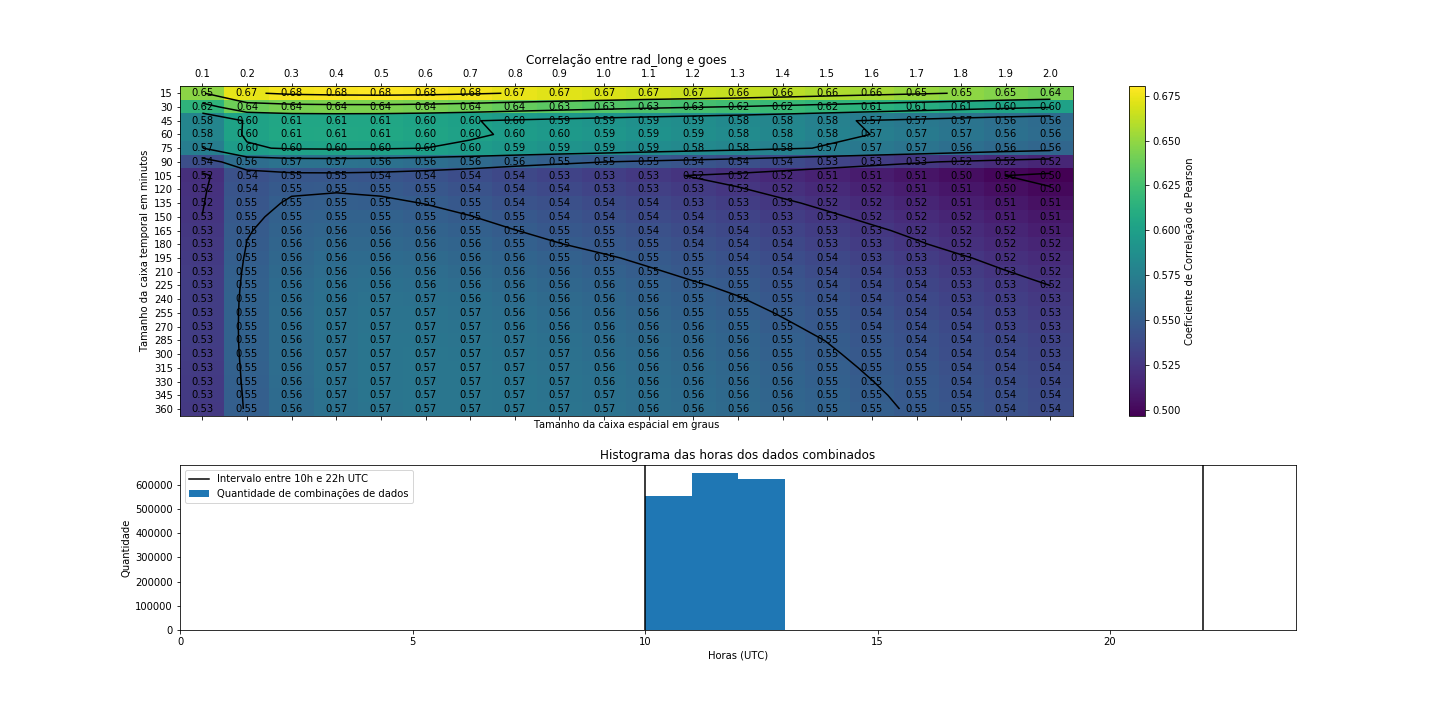 Correlação entre rad_long e goes
0.1 0.2 0.3 0.4 0.5 0.6 0.7 0.8 0.9 1.0 1.1 1.2 1.3 1.4 1.5 1.6 1.7 1.8 1.9 2.0
15 0.65 0.67 0.68 0.68 0.68 0.68 0.68 0.67 0.67 0.67 0.67 0.67 0.66 0.66 0.66 0.66 0.65 0.65 0.65 0.64
30 0.62 0.64 0.64 0.64 0.64 0.64 0.64 0.64 0.63 0.63 0.63 0.63 0.62 0.62 0.62 0.61 0.61 0.61 0.60 0.60
45 0.58 0.60 0.61 0.61 0.61 0.60 0.60 0.60 0.59 0.59 0.59 0.59 0.58 0.58 0.58 0.57 0.57 0.57 0.56 0.56
60 0.58 0.60 0.61 0.61 0.61 0.60 0.60 0.60 0.60 0.59 0.59 0.59 0.58 0.58 0.58 0.57 0.57 0.57 0.56 0.56
75 0.57 0.60 0.60 0.60 0.60 0.60 0.60 0.59 0.59 0.59 0.58 0.58 0.58 0.58 0.57 0.57 0.57 0.56 0.56 0.56
90 0.54 0.56 0.57 0.57 0.56 0.56 0.56 0.56 0.55 0.55 0.55 0.54 0.54 0.54 0.53 0.53 0.53 0.52 0.52 0.52
105 0.52 0.54 0.55 0.55 0.54 0.54 0.54 0.54 0.53 0.53 0.53 0.52 0.52 0.52 0.51 0.51 0.51 0.50 0.50 0.50
120 0.52 0.54 0.55 0.55 0.55 0.54 0.54 0.54 0.54 0.53 0.53 0.53 0.53 0.52 0.52 0.51 0.51 0.51 0.50 0.50
135 0.52 0.55 0.55 0.55 0.55 0.55 0.55 0.54 0.54 0.54 0.53 0.53 0.53 0.53 0.52 0.52 0.52 0.51 0.51 0.51
150 0.52 0.55 0.55 0.55 0.55 0.55 0.55 0.55 0.54 0.54 0.54 0.53 0.53 0.53 0.53 0.52 0.52 0.52 0.51 0.51
165 0.53 0.55 0.56 0.56 0.56 0.55 0.55 0.55 0.55 0.54 0.54 0.54 0.54 0.53 0.53 0.53 0.52 0.52 0.52 0.51
180 0.53 0.55 0.56 0.56 0.56 0.56 0.55 0.55 0.55 0.55 0.54 0.54 0.54 0.53 0.53 0.53 0.53 0.52 0.52 0.52
195 0.53 0.55 0.56 0.56 0.56 0.56 0.56 0.55 0.55 0.55 0.55 0.54 0.54 0.54 0.54 0.53 0.53 0.53 0.52 0.52
210 0.53 0.55 0.56 0.56 0.56 0.56 0.56 0.56 0.55 0.55 0.55 0.55 0.54 0.54 0.54 0.54 0.53 0.53 0.53 0.52
225 0.53 0.55 0.56 0.56 0.56 0.56 0.56 0.56 0.56 0.55 0.55 0.55 0.55 0.54 0.54 0.54 0.54 0.53 0.53 0.52
240 0.53 0.55 0.56 0.57 0.57 0.56 0.56 0.56 0.56 0.56 0.55 0.55 0.55 0.55 0.54 0.54 0.54 0.53 0.53 0.53
255 0.53 0.55 0.56 0.57 0.57 0.57 0.56 0.56 0.56 0.56 0.56 0.55 0.55 0.55 0.55 0.54 0.54 0.54 0.53 0.53
270 0.53 0.55 0.56 0.57 0.57 0.57 0.57 0.56 0.56 0.56 0.56 0.56 0.55 0.55 0.55 0.54 0.54 0.54 0.53 0.53
285 0.53 0.55 0.56 0.57 0.57 0.57 0.57 0.57 0.56 0.56 0.56 0.56 0.55 0.55 0.55 0.55 0.54 0.54 0.54 0.53
300 0.53 0.55 0.56 0.57 0.57 0.57 0.57 0.57 0.56 0.56 0.56 0.56 0.56 0.55 0.55 0.55 0.54 0.54 0.54 0.53
315 0.53 0.55 0.56 0.57 0.57 0.57 0.57 0.57 0.57 0.56 0.56 0.56 0.56 0.55 0.55 0.55 0.55 0.54 0.54 0.54
330 0.53 0.55 0.56 0.57 0.57 0.57 0.57 0.57 0.57 0.56 0.56 0.56 0.56 0.56 0.55 0.55 0.55 0.54 0.54 0.54
345 0.53 0.55 0.56 0.57 0.57 0.57 0.57 0.57 0.57 0.57 0.56 0.56 0.56 0.56 0.55 0.55 0.55 0.55 0.54 0.54
360 0.53 0.55 0.56 0.57 0.57 0.57 0.57 0.57 0.57 0.57 0.56 0.56 0.56 0.56 0.55 0.55 0.55 0.55 0.54 0.54
Tamanho da caixa temporal em minutos
Tamanho da caixa espacial em graus
0.675
0.650
0.625
0.600
0.575
0.550
0.525
0.500
Coeficiente de Correlação de Pearson
Histograma das horas dos dados combinados
Intervalo entre 10h e 22h UTC
Quantidade de combinações de dados
600000
500000
400000
300000
200000
100000
0
Quantidade
0 5 10 15 20
Horas (UTC)